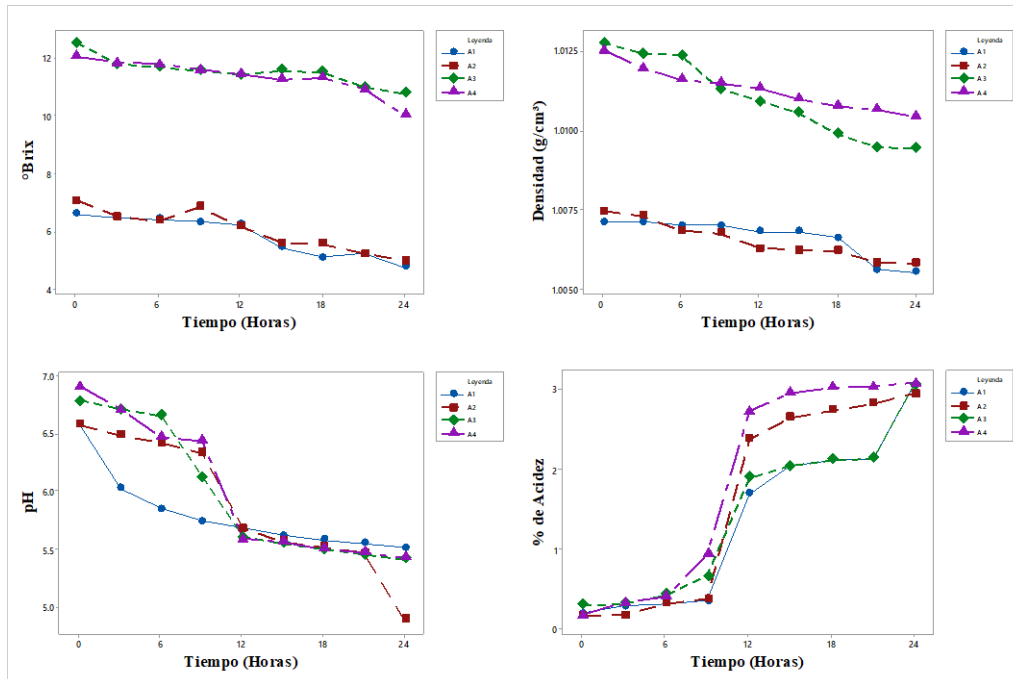 Leyenda
A1
A2
A3
A4
12
10
8
6
4
°Brix
0 6 12 18 24
Tiempo (Horas)
Leyenda
A1
A2
A3
A4
1.0125
1.0100
1.0075
1.0050
Densidad (g/cm³)
0 6 12 18 24
Tiempo (Horas)
Leyenda
A1
A2
A3
A4
7.0
6.5
6.0
5.5
5.0
pH
0 6 12 18 24
Tiempo (Horas)
Leyenda
A1
A2
A3
A4
3
2
1
0
% de Acidez
0 6 12 18 24
Tiempo (Horas)